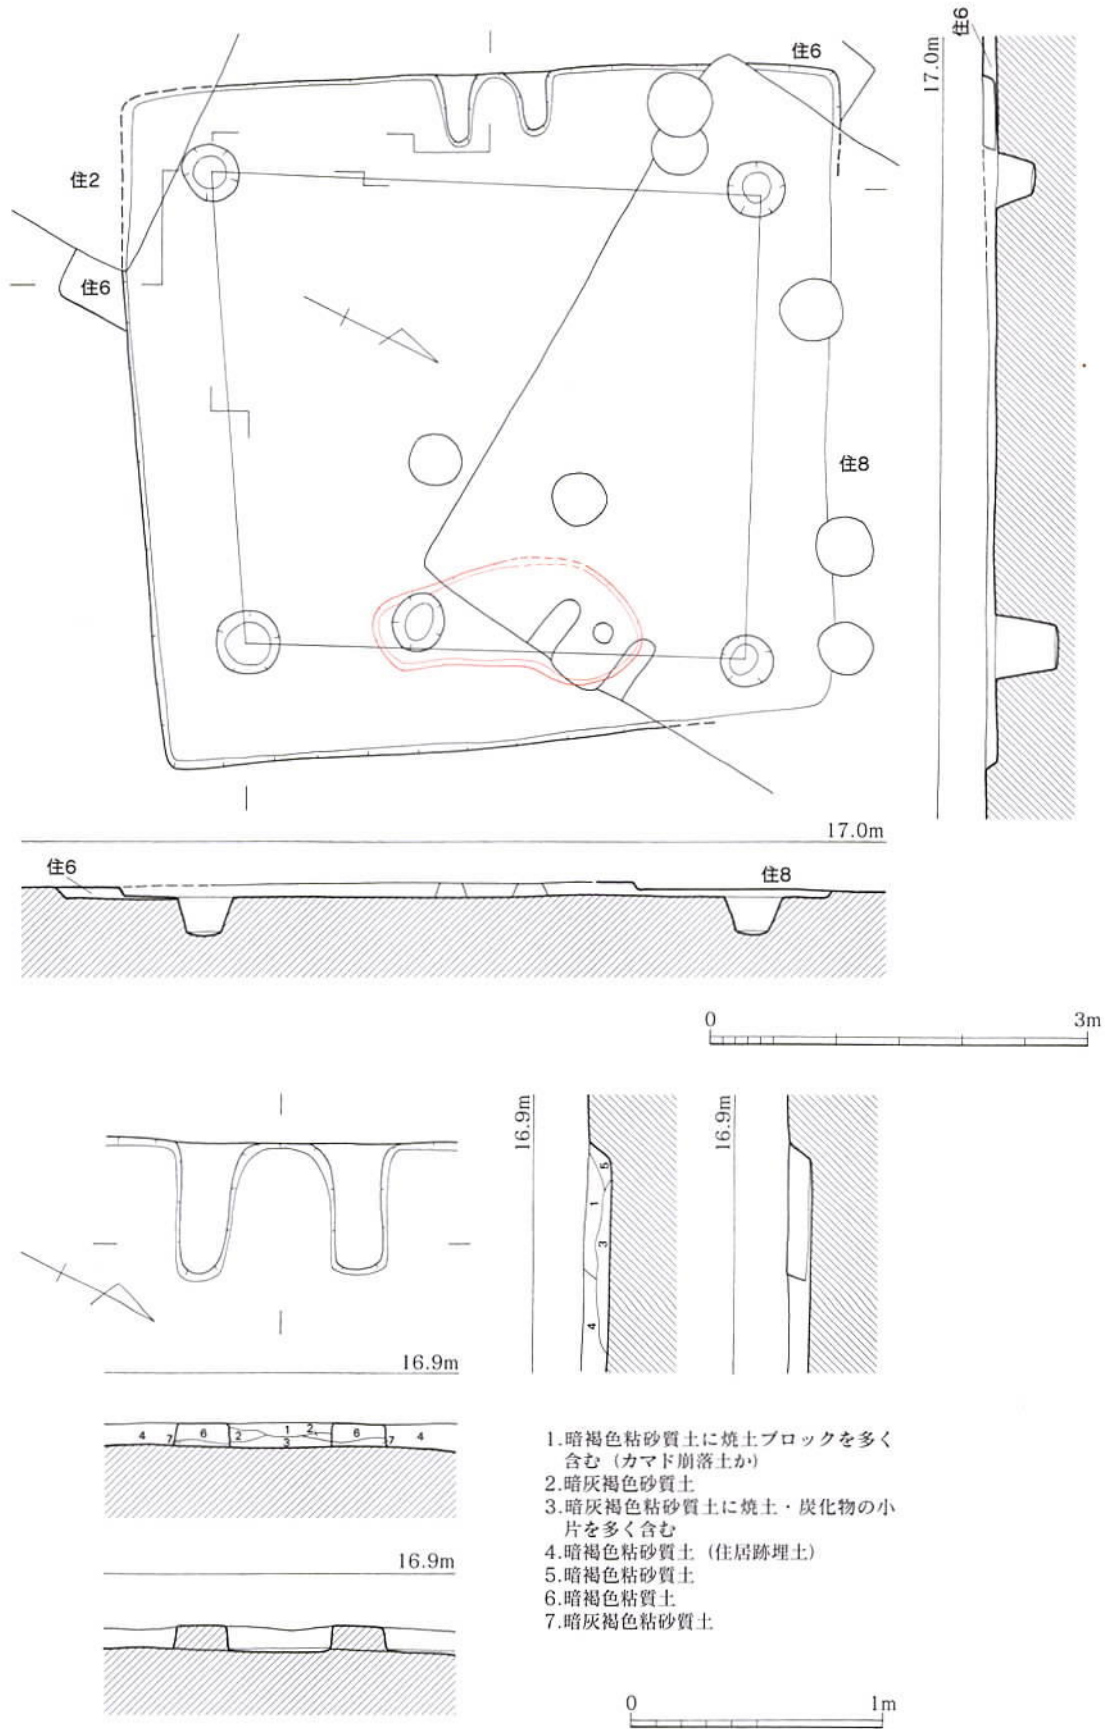 住6
17.0m
住6
住2
住6
住8
17.0m
住6
住8
0 3m
16.9m
16.9m
5
1
3
4
16.9m
4 7 6 2 1 2 3 6 7 4
16.9m
1.暗褐色粘砂質土に焼土ブロックを多く
含む（カマド崩落土か）
2.暗灰褐色砂質土
3.暗灰褐色粘砂質土に焼土・炭化物の小
片を多く含む
4.暗褐色粘砂質土（住居跡埋土）
5.暗褐色粘砂質土
6.暗褐色粘質土
7.暗灰褐色粘砂質土
0 1m